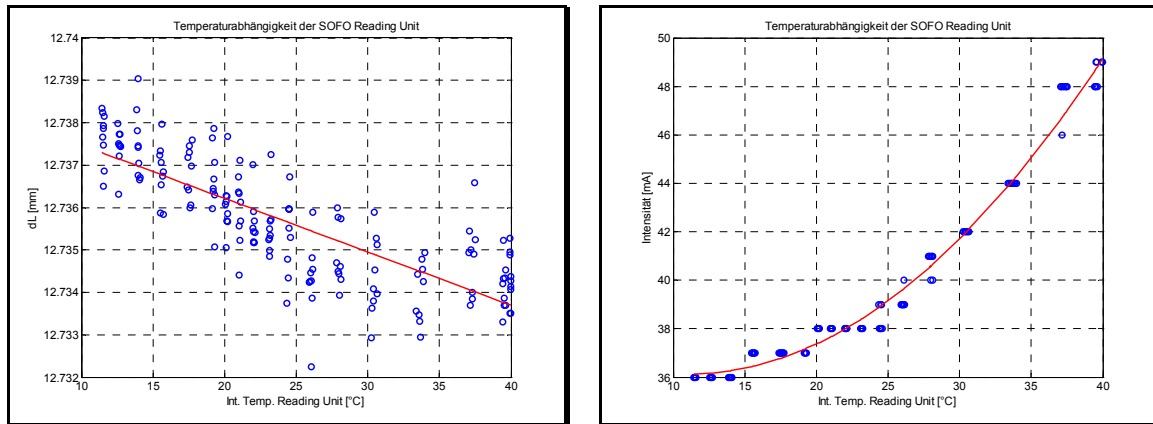 Temperaturabhängigkeit der SOFO Reading Unit
12.74
12.739
12.738
12.737
12.736
12.735
12.734
12.733
12.732
dL [mm]
10 15 20 25 30 35 40
Int. Temp. Reading Unit [°C]
Temperaturabhängigkeit der SOFO Reading Unit
50
48
46
44
42
40
38
36
Intensität [mA]
10 15 20 25 30 35 40
Int. Temp. Reading Unit [°C]